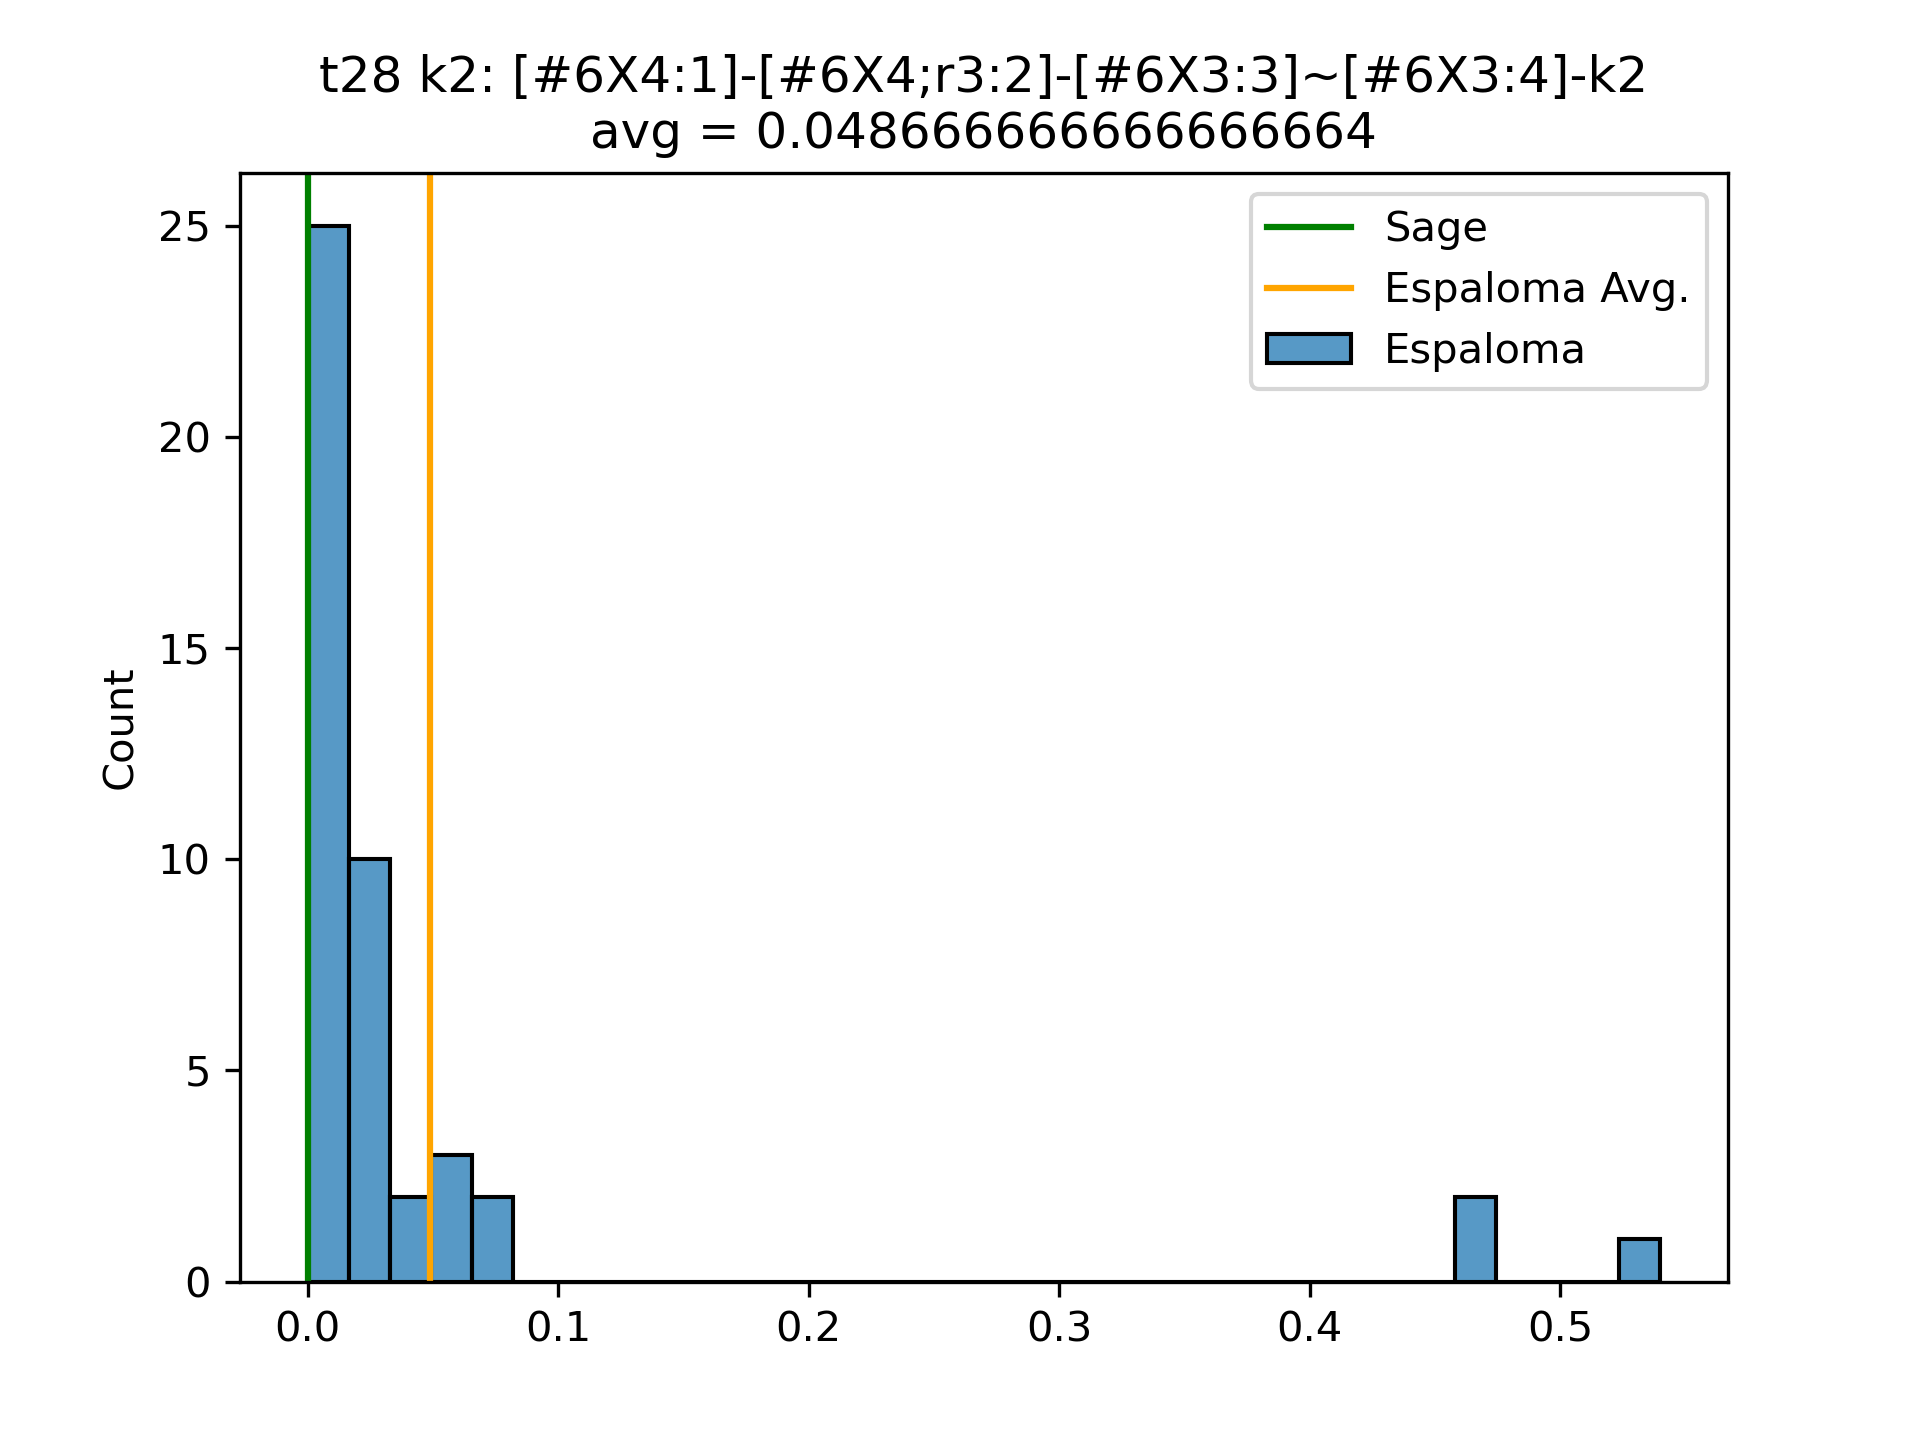 t28 k2: [#6X4:1]-[#6X4;r3:2]-[#6X3:3]~[#6X3:4]-k2
avg = 0.048666666666666664
Sage
Espaloma Avg.
Espaloma
Count
25
20
15
10
5
0
0.0 0.1 0.2 0.3 0.4 0.5